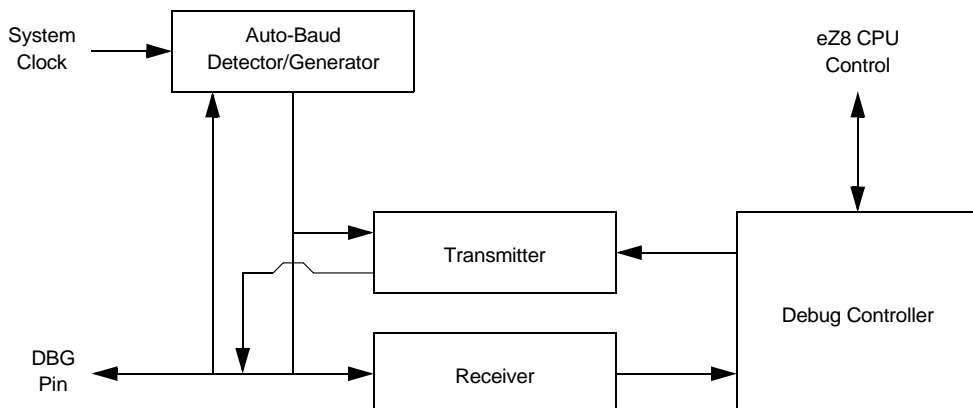 System
Clock
Auto-Baud
Detector/Generator
eZ8 CPU
Control
Transmitter
Debug Controller
DBG
Pin
Receiver